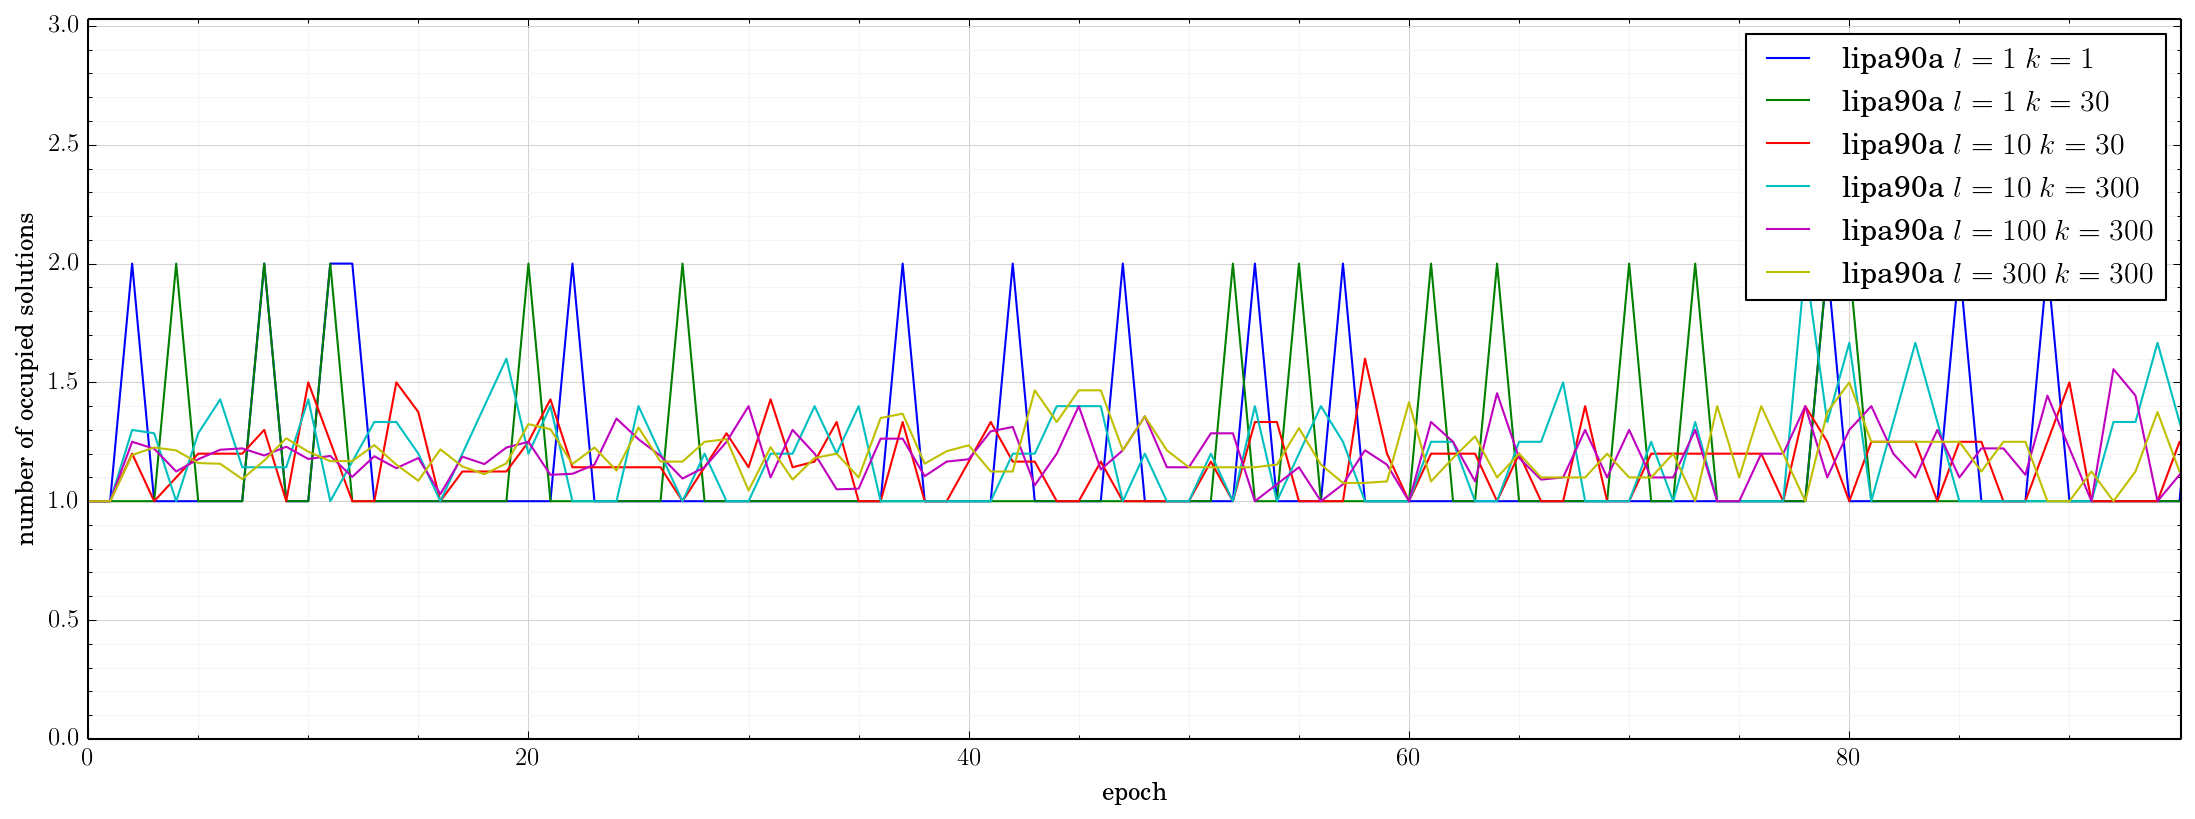 3.0
2.5
2.0
1.5
1.0
0.5
0.0
number of occupied solutions
lipa90a l = 1 k = 1
lipa90a l = 1 k = 30
lipa90a l = 10 k = 30
lipa90a l = 10 k = 300
lipa90a l = 100 k = 300
lipa90a l = 300 k = 300
0 20 40 60 80
epoch